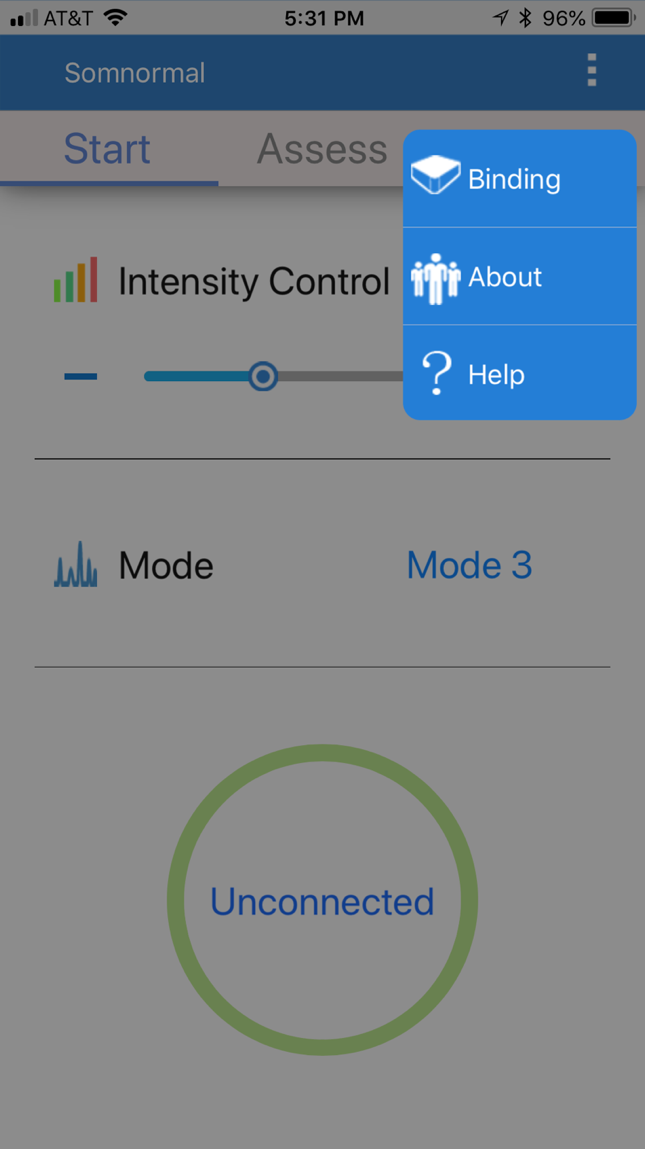 AT&T 5:31 PM 96%
Somnormal
Start Assess
Binding
About
Intensity Control
Help
Mode Mode 3
Unconnected